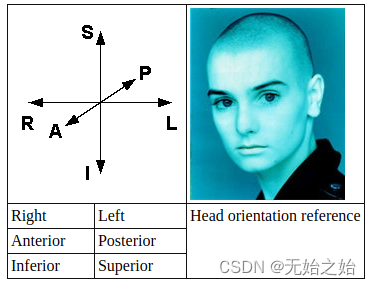 S
P
R
L
A
I
Right Left Head orientation reference
Anterior Posterior
Inferior Superior
CSDN @无始之始